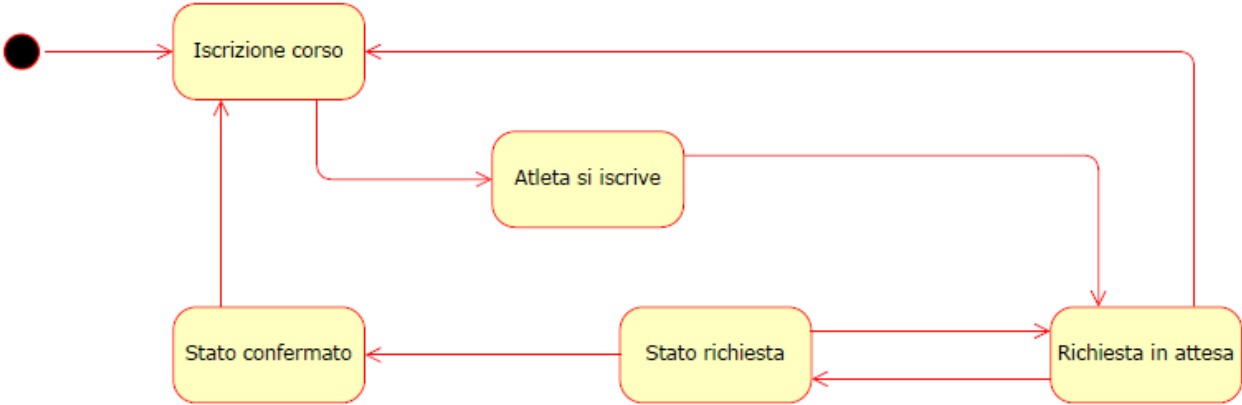 Iscrizione corso
Atleta si iscrive
Stato confermato
Stato richiesta
Richiesta in attesa